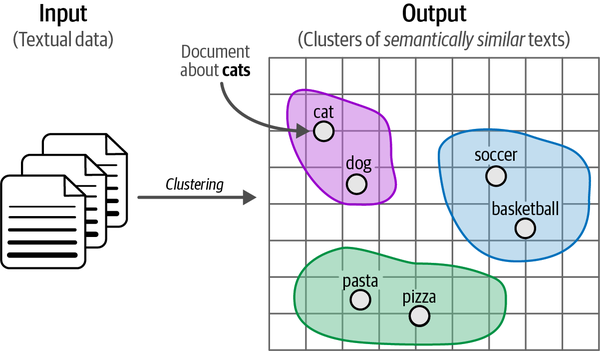 Input
(Textual data)
Output
(Clusters of semantically similar texts)
Document
about cats
Clustering
cat
dog
soccer
basketball
pasta
pizza